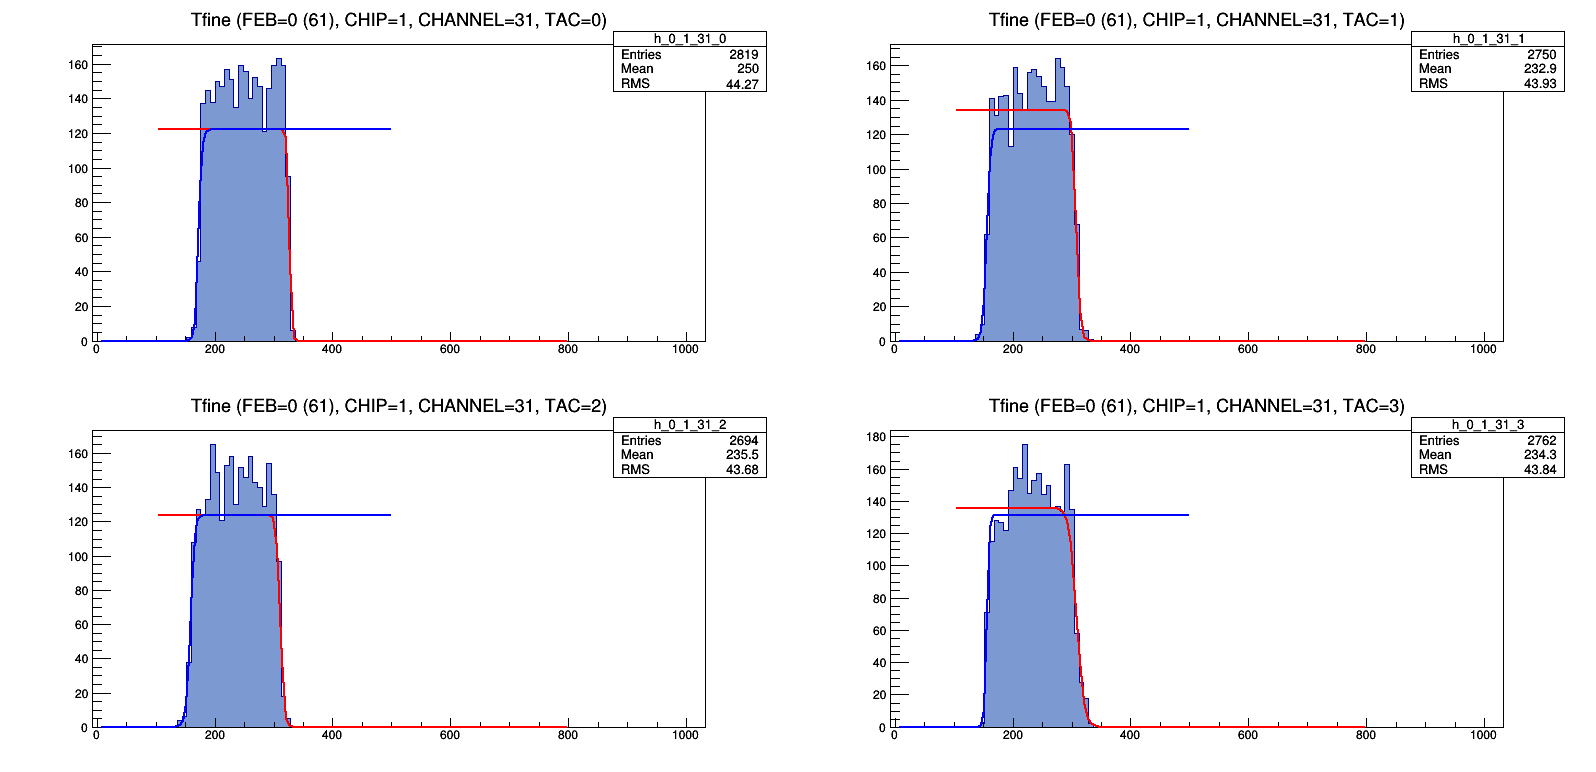 Tfine (FEB=0 (61), CHIP=1, CHANNEL=31, TAC=0)
h_0_1_31_0
Entries 2819
Mean 250
RMS 44.27
160
140
120
100
80
60
40
20
0
0 200 400 600 800 1000
Tfine (FEB=0 (61), CHIP=1, CHANNEL=31, TAC=1)
h_0_1_31_1
Entries 2750
Mean 232.9
RMS 43.93
160
140
120
100
80
60
40
20
0
0 200 400 600 800 1000
Tfine (FEB=0 (61), CHIP=1, CHANNEL=31, TAC=2)
h_0_1_31_2
Entries 2694
Mean 235.5
RMS 43.68
160
140
120
100
80
60
40
20
0
0 200 400 600 800 1000
Tfine (FEB=0 (61), CHIP=1, CHANNEL=31, TAC=3)
h_0_1_31_3
Entries 2762
Mean 234.3
RMS 43.84
180
160
140
120
100
80
60
40
20
0
0 200 400 600 800 1000